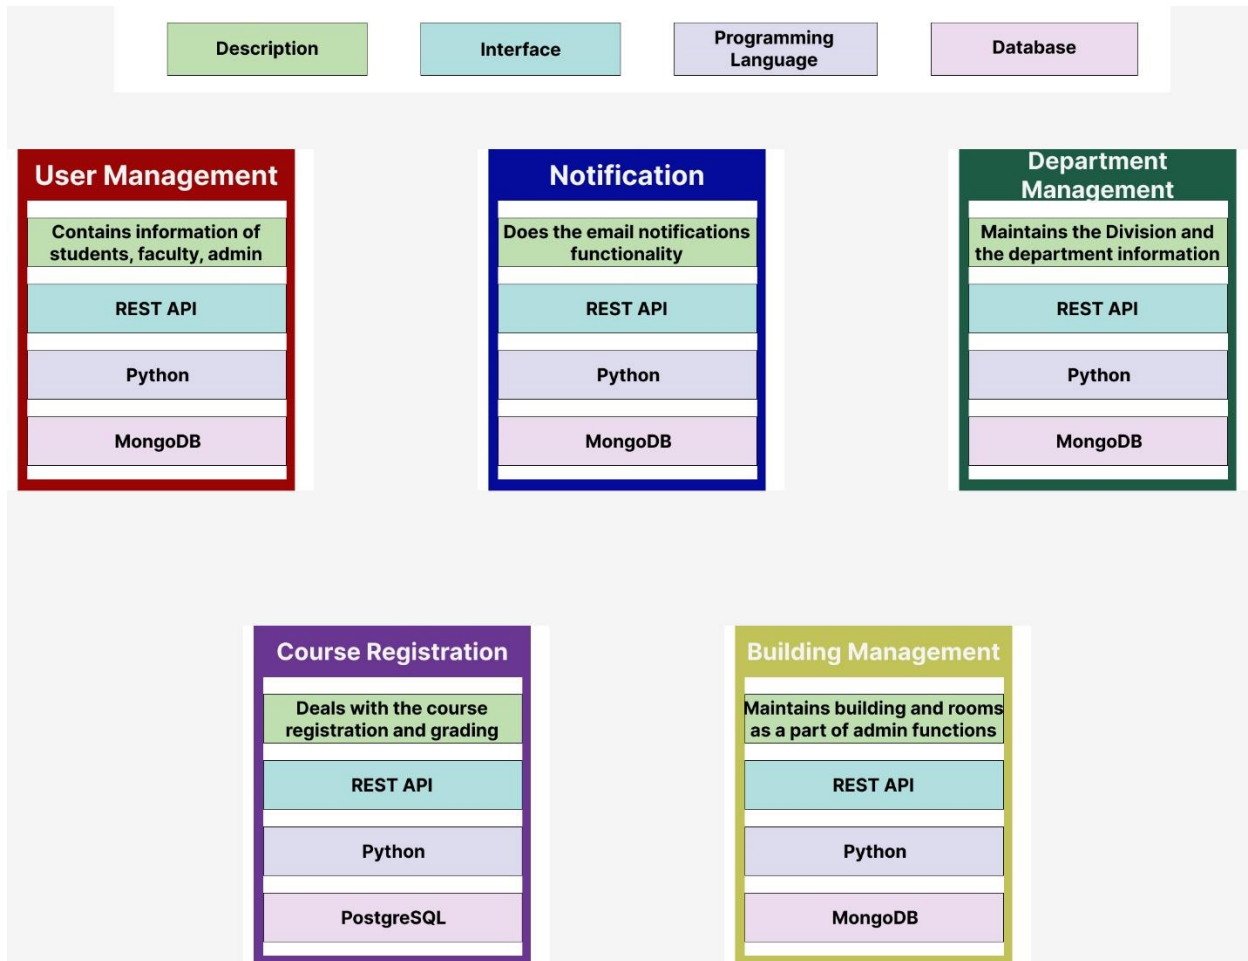 Description
Interface
Programming
Language
Database
User Management
Contains information of
students, faculty, admin
REST API
Python
MongoDB
Notification
Does the email notifications
functionality
REST API
Python
MongoDB
Department
Management
Maintains the Division and
the department information
REST API
Python
MongoDB
Course Registration
Deals with the course
registration and grading
REST API
Python
PostgreSQL
Building Management
Maintains building and rooms
as a part of admin functions
REST API
Python
MongoDB